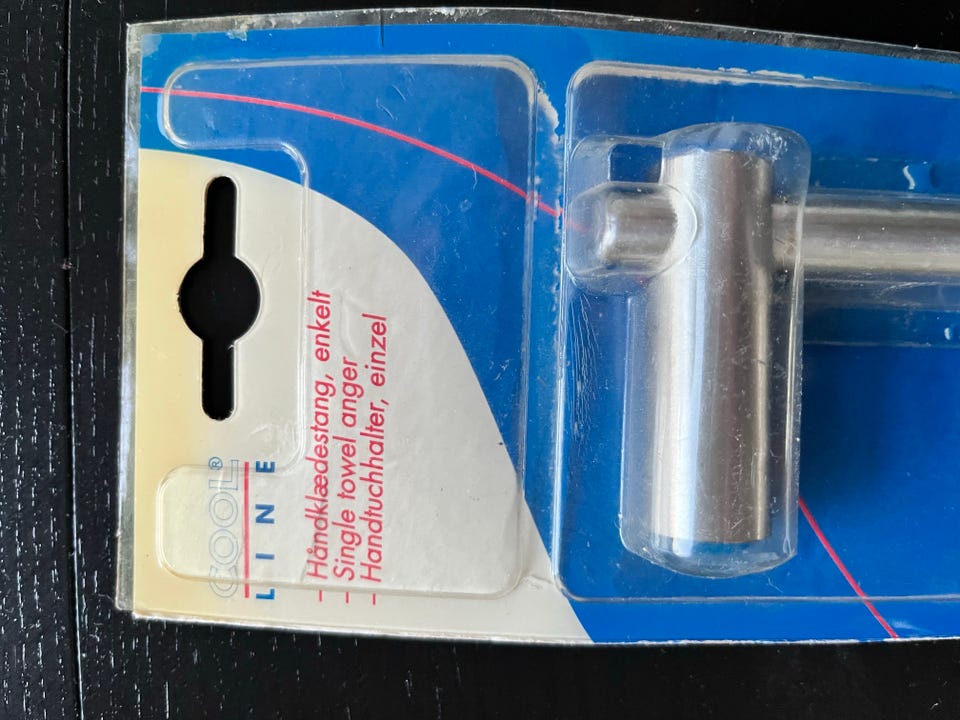 COOL®
LINE
- Håndklædestang, enkelt
- Single towel anger
- Handtuchhalter, einzel